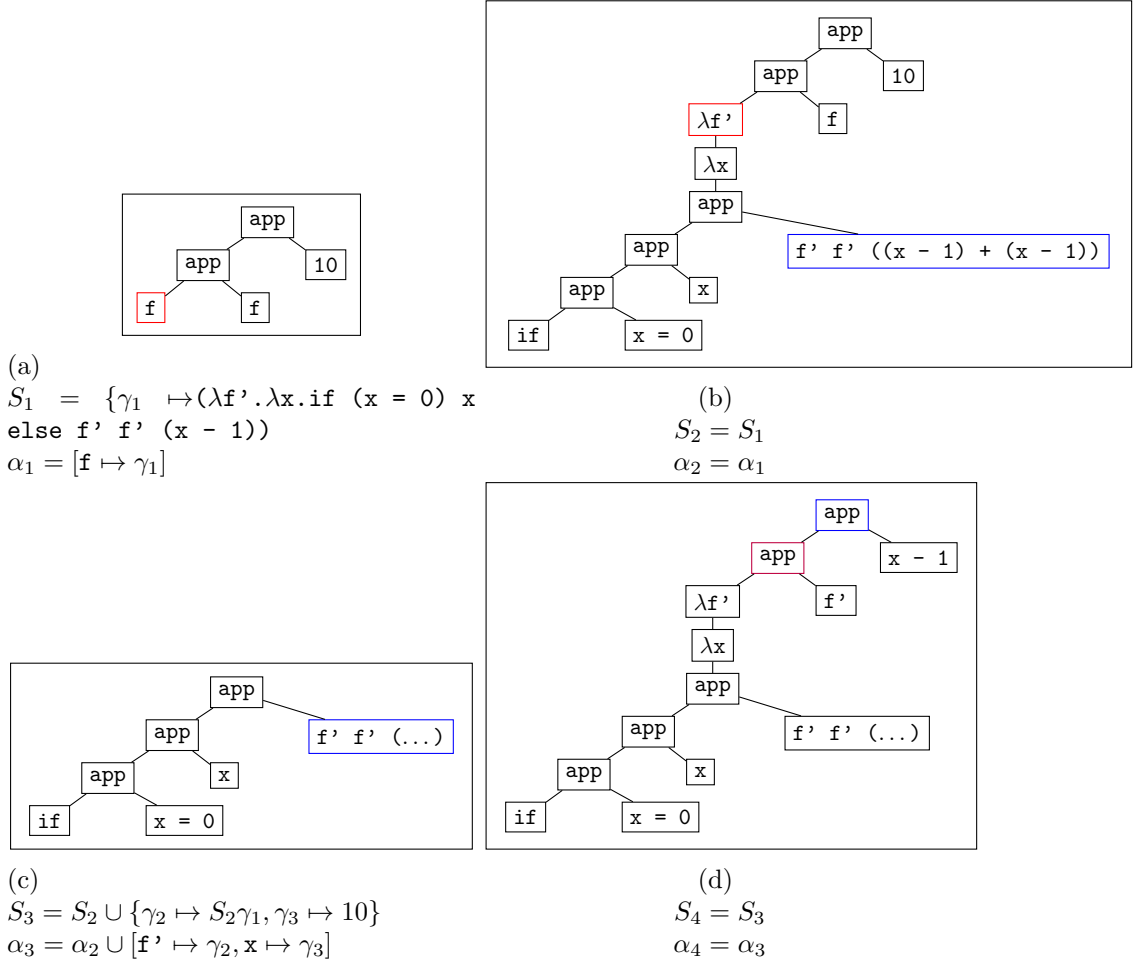 app
app
10
f
f
(a)
S₁ = {γ₁ ↦(λf'.λx.if (x = 0) x
else f' f' (x - 1))
α₁ = [f ↦ γ₁]
app
app
10
λf'
f
λx
app
app
f' f' ((x - 1) + (x - 1))
app
x
if
x = 0
(b)
S₂ = S₁
α₂ = α₁
app
app
f' f' (...)
app
x
if
x = 0
(c)
S₃ = S₂ ∪ {γ₂ ↦ S₂γ₁, γ₃ ↦ 10}
α₃ = α₂ ∪ [f' ↦ γ₂, x ↦ γ₃]
app
app
x - 1
λf'
f'
λx
app
app
f' f' (...)
app
x
if
x = 0
(d)
S₄ = S₃
α₄ = α₃